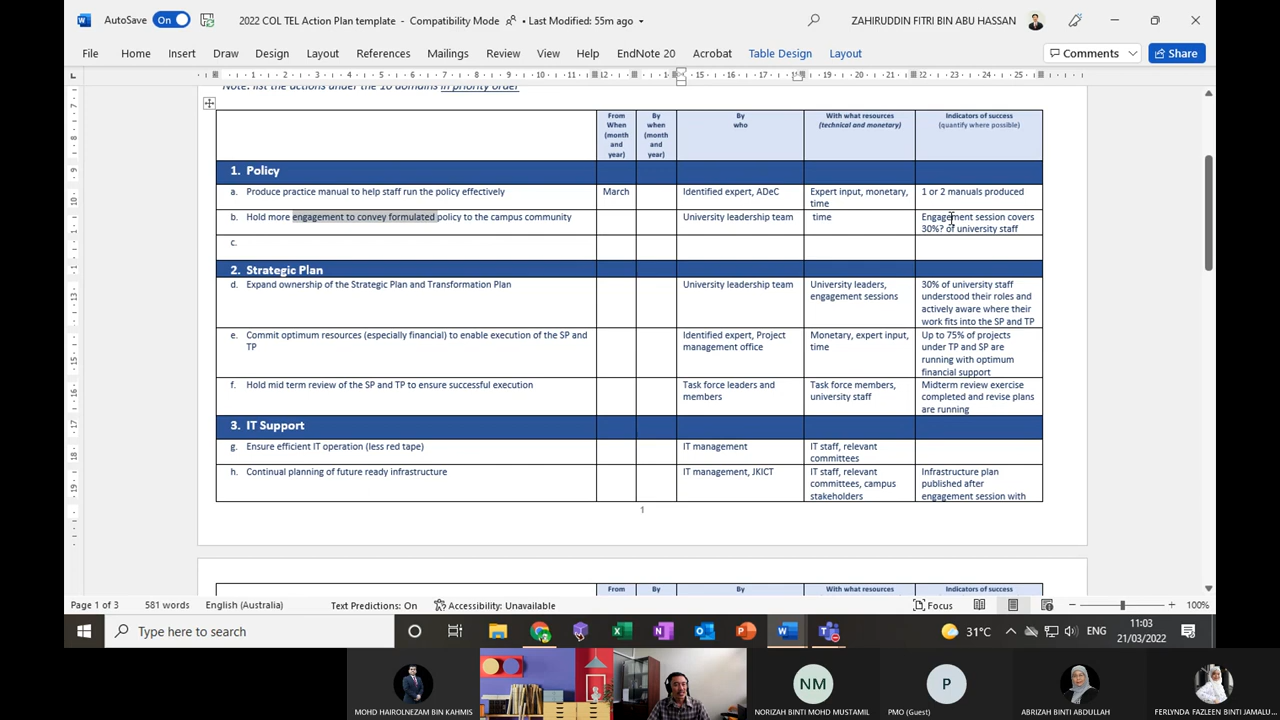 AutoSave On 2022 COL TEL Action Plan template - Compatibility Mode • Last Modified: 55m ago ZAHIRUDDIN FITRI BIN ABU HASSAN
File Home Insert Draw Design Layout References Mailings Review View Help EndNote 20 Acrobat Table Design Layout Comments Share
Note: list the actions under the 10 domains in priority order
From When (month and year)
By when (month and year)
By who
With what resources (technical and monetary)
Indicators of success (quantify where possible)
1. Policy
a. Produce practice manual to help staff run the policy effectively
March
Identified expert, ADeC
Expert input, monetary, time
1 or 2 manuals produced
b. Hold more engagement to convey formulated policy to the campus community
University leadership team
time
Engagement session covers 30%? of university staff
c.
2. Strategic Plan
d. Expand ownership of the Strategic Plan and Transformation Plan
University leadership team
University leaders, engagement sessions
30% of university staff understood their roles and actively aware where their work fits into the SP and TP
e. Commit optimum resources (especially financial) to enable execution of the SP and TP
Identified expert, Project management office
Monetary, expert input, time
Up to 75% of projects under TP and SP are running with optimum financial support
f. Hold mid term review of the SP and TP to ensure successful execution
Task force leaders and members
Task force members, university staff
Midterm review exercise completed and revise plans are running
3. IT Support
g. Ensure efficient IT operation (less red tape)
IT management
IT staff, relevant committees
h. Continual planning of future ready infrastructure
IT management, JKICT
IT staff, relevant committees, campus stakeholders
Infrastructure plan published after engagement session with
1
From By By With what resources Indicators of success
Page 1 of 3 581 words English (Australia) Text Predictions: On Accessibility: Unavailable Focus 100%
Type here to search 31°C ENG 11:03
21/03/2022
NM P
MOHD HAIROLNEZAM BIN KAHMIS NORIZAH BINTI MOHD MUSTAMIL PMO (Guest) ABRIZAH BINTI ABDULLAH FERLYNDA FAZLEEN BINTI JAMALU...